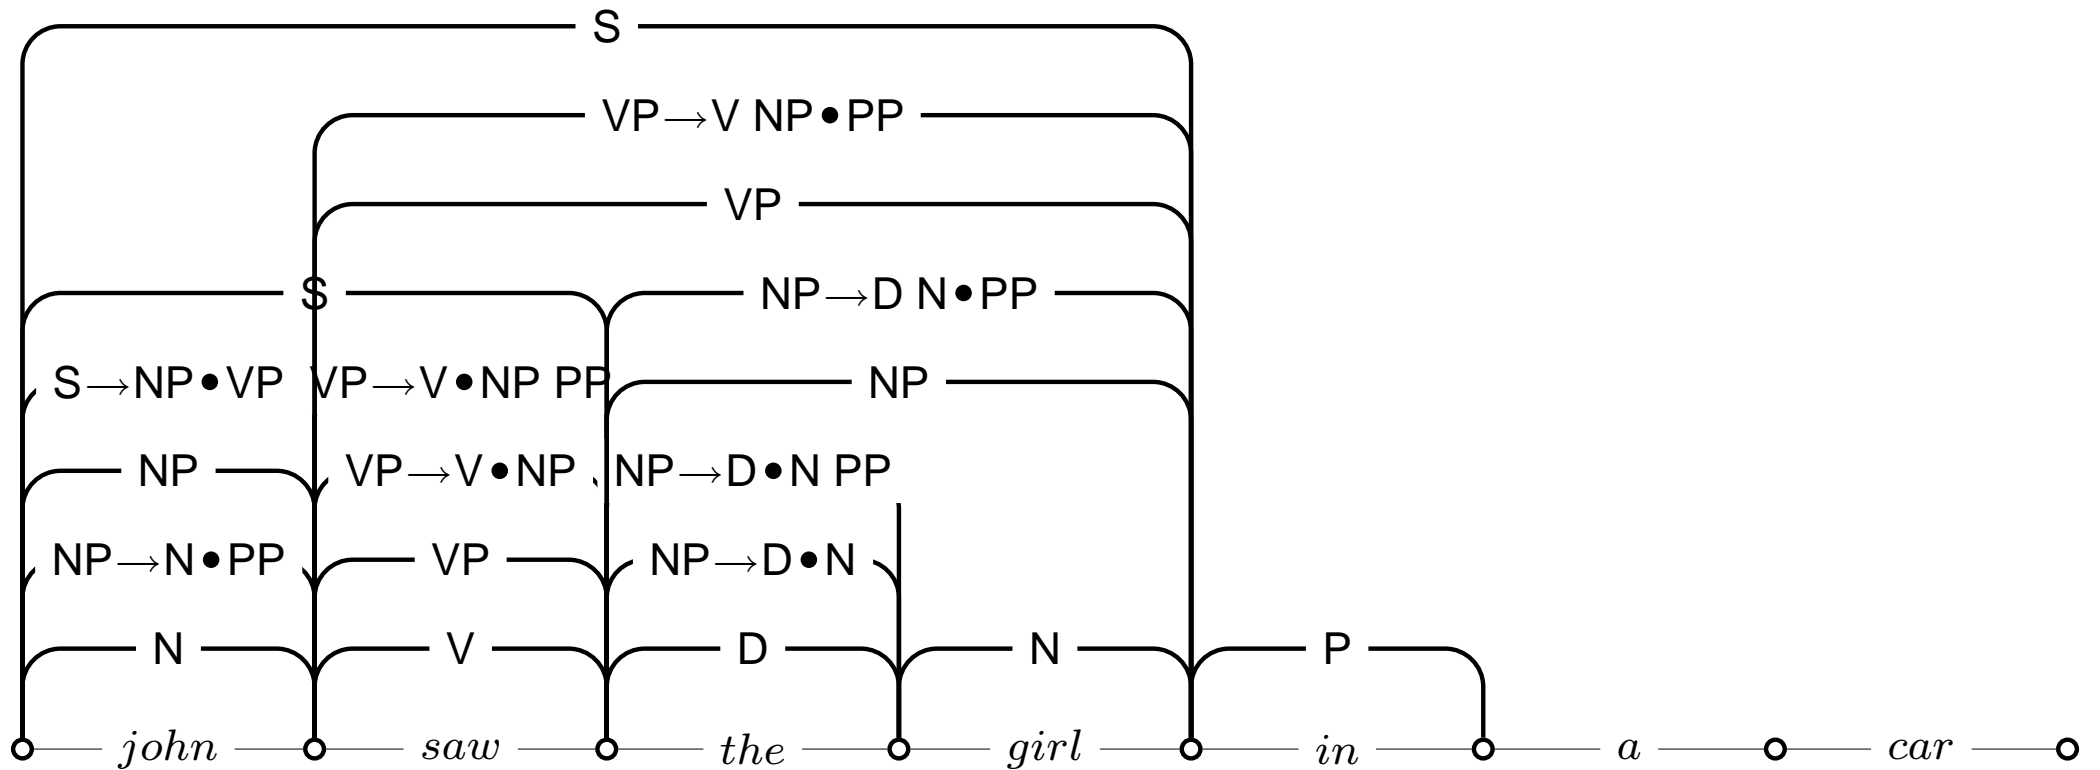 S
VP→V NP•PP
VP
S NP→D N•PP
S→NP•VP VP→V•NP PP NP
NP VP→V•NP NP→D•N PP
NP→N•PP VP NP→D•N
N V D N P
john saw the girl in a car